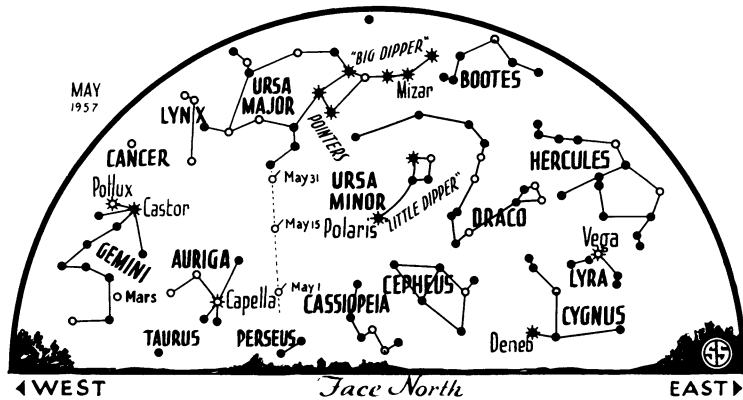 "BIG DIPPER"
BOOTES
MAY
1957
URSA
MAJOR
Mizar
LYNX
POINTERS
CANCER
HERCULES
May 31
URSA
MINOR
"LITTLE DIPPER"
Pollux
Castor
May 15
Polaris
DRACO
GEMINI
AURIGA
Vega
LYRA
Mars
Capella
May 1
CASSIOPEIA
CEPHEUS
CYGNUS
TAURUS
PERSEUS
Deneb
SS
WEST
Face North
EAST